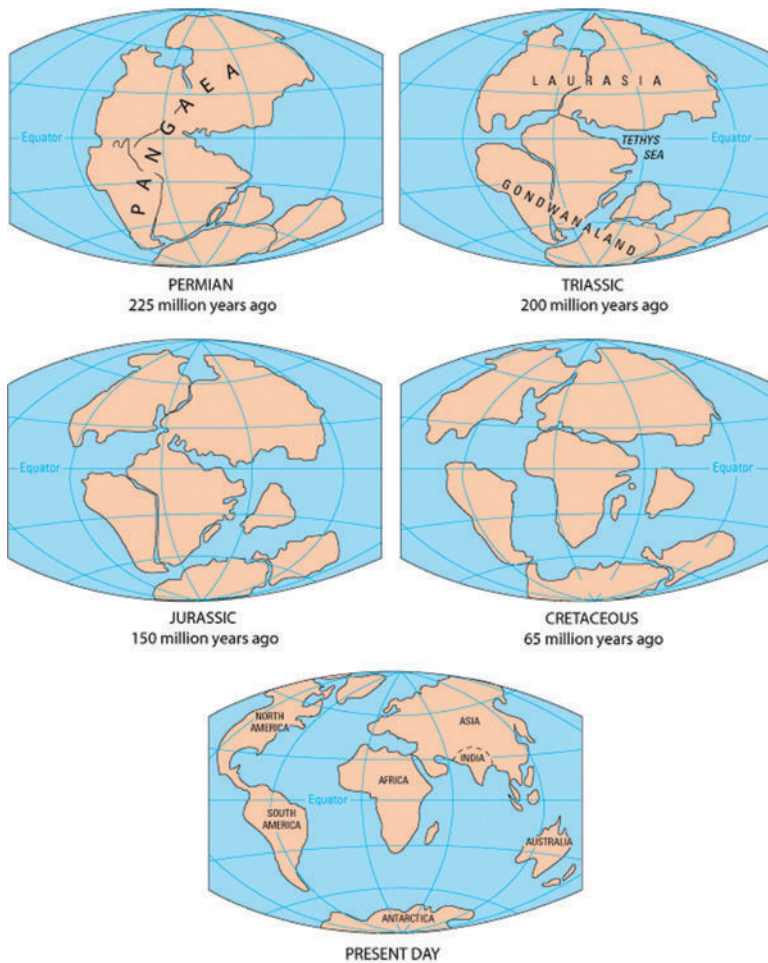 PANGAEA
Equator
PERMIAN
225 million years ago
LAURASIA
Equator
TETHYS
SEA
GONDWANALAND
TRIASSIC
200 million years ago
Equator
JURASSIC
150 million years ago
Equator
CRETACEOUS
65 million years ago
NORTH
AMERICA
ASIA
INDIA
AFRICA
Equator
SOUTH
AMERICA
AUSTRALIA
ANTARCTICA
PRESENT DAY